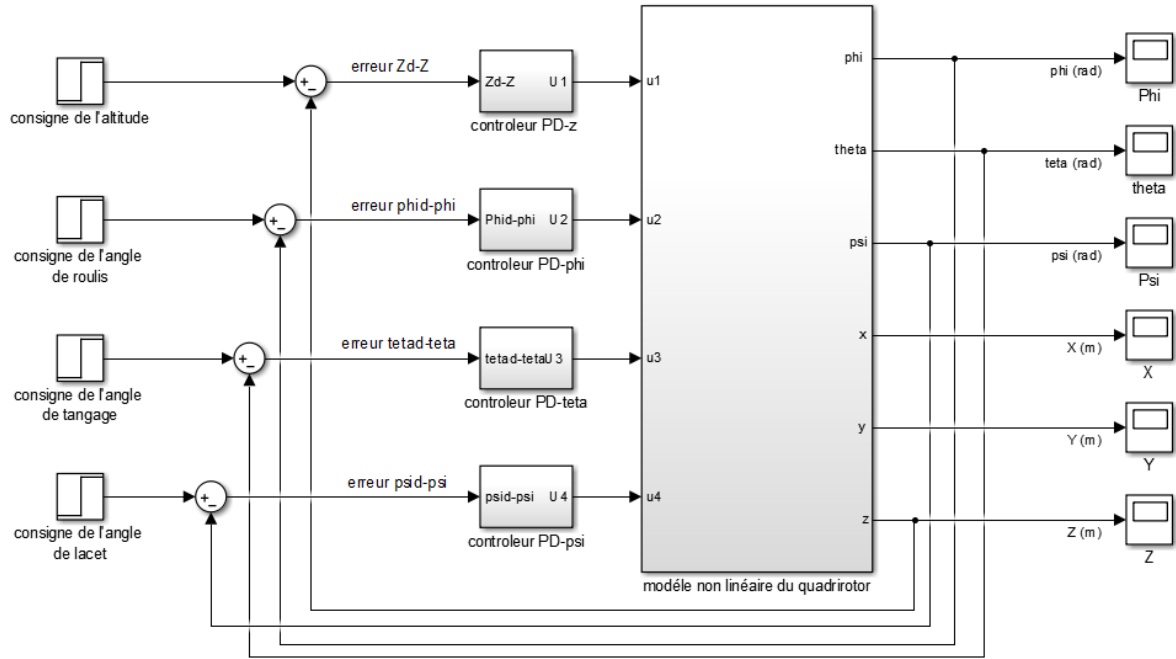 consigne de l'altitude
+
−
erreur Zd-Z
Zd-Z
U 1
controleur PD-z
u1
consigne de l'angle
de roulis
+
−
erreur phid-phi
Phid-phi
U 2
controleur PD-phi
u2
consigne de l'angle
de tangage
+
−
erreur tetad-teta
tetad-teta
U 3
controleur PD-teta
u3
consigne de l'angle
de lacet
+
−
erreur psid-psi
psid-psi
U 4
controleur PD-psi
u4
modéle non linéaire du quadrirotor
phi
phi (rad)
Phi
theta
teta (rad)
theta
psi
psi (rad)
Psi
x
X (m)
X
y
Y (m)
Y
z
Z (m)
Z